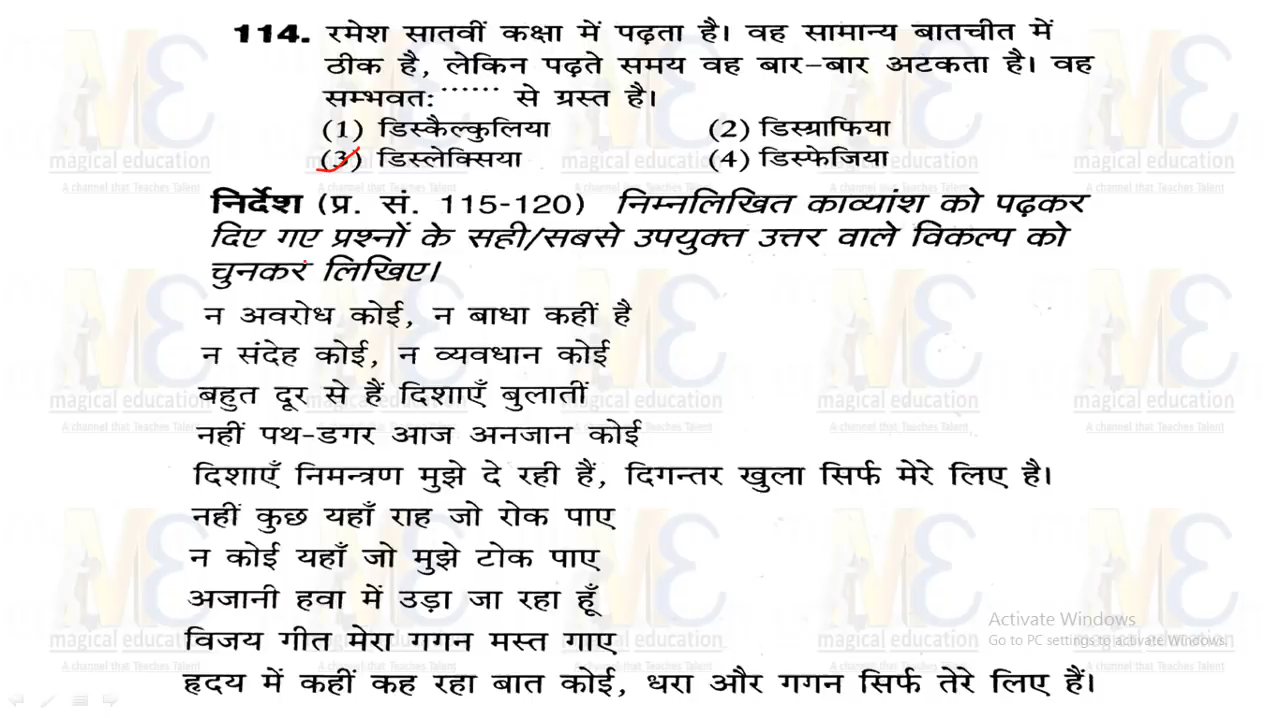 114. रमेश सातवीं कक्षा में पढ़ता है। वह सामान्य बातचीत में
ठीक है, लेकिन पढ़ते समय वह बार-बार अटकता है। वह
सम्भवतः ...... से ग्रस्त है।
(1) डिस्कैल्कुलिया (2) डिस्ग्राफिया
(3) डिस्लेक्सिया (4) डिस्फेजिया
निर्देश (प्र. सं. 115-120) निम्नलिखित काव्यांश को पढ़कर
दिए गए प्रश्नों के सही/सबसे उपयुक्त उत्तर वाले विकल्प को
चुनकर लिखिए।
न अवरोध कोई, न बाधा कहीं है
न संदेह कोई, न व्यवधान कोई
बहुत दूर से हैं दिशाएँ बुलातीं
नहीं पथ-डगर आज अनजान कोई
दिशाएँ निमन्त्रण मुझे दे रही हैं, दिगन्तर खुला सिर्फ मेरे लिए है।
नहीं कुछ यहाँ राह जो रोक पाए
न कोई यहाँ जो मुझे टोक पाए
अजानी हवा में उड़ा जा रहा हूँ
विजय गीत मेरा गगन मस्त गाए
हृदय में कहीं कह रहा बात कोई, धरा और गगन सिर्फ तेरे लिए हैं।
magical education
A channel that Teaches Talent
Activate Windows
Go to PC settings to activate Windows.